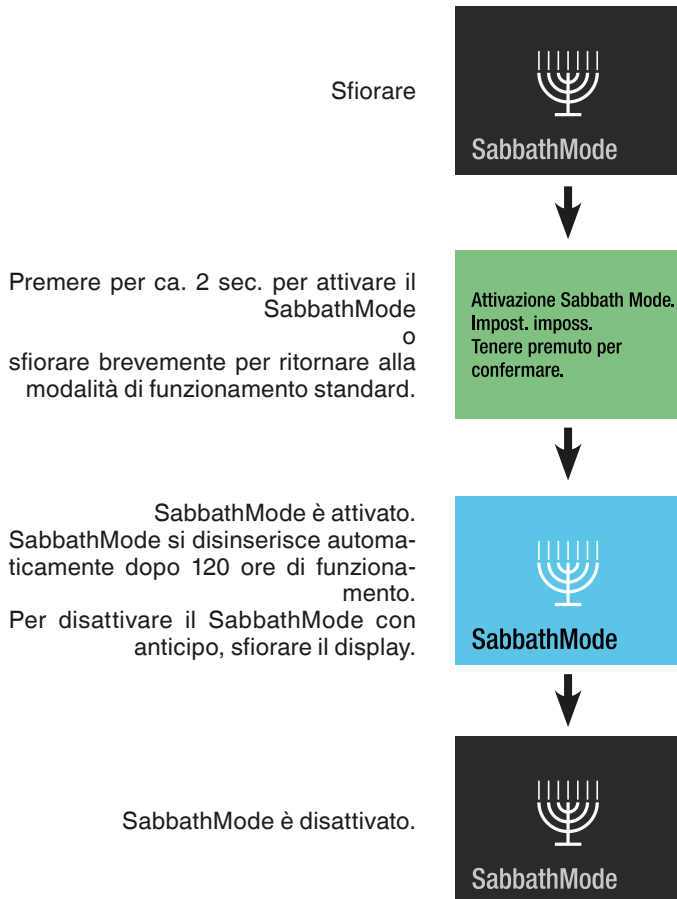 Sfiorare
SabbathMode
Premere per ca. 2 sec. per attivare il
SabbathMode
o
sfiorare brevemente per ritornare alla
modalità di funzionamento standard.
Attivazione Sabbath Mode.
Impost. imposs.
Tenere premuto per
confermare.
SabbathMode è attivato.
SabbathMode si disinserisce automa-
ticamente dopo 120 ore di funziona-
mento.
Per disattivare il SabbathMode con
anticipo, sfiorare il display.
SabbathMode
SabbathMode è disattivato.
SabbathMode